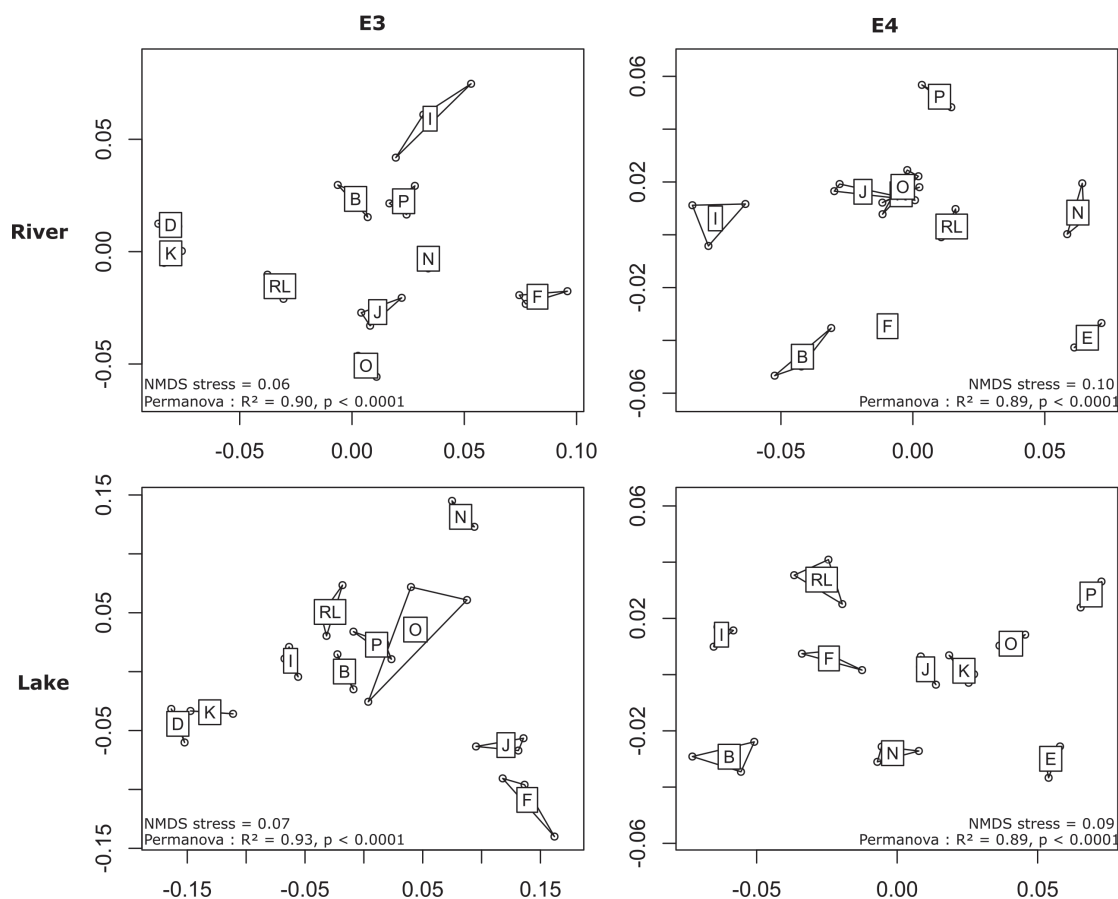 E3
E4
River
Lake
0.05
0.00
-0.05
I
B
P
D
K
N
RL
F
J
O
NMDS stress = 0.06
Permanova : R² = 0.90, p < 0.0001
-0.05
0.00
0.05
0.10
0.06
0.02
-0.02
-0.06
P
O
J
I
N
RL
F
E
B
NMDS stress = 0.10
Permanova : R² = 0.89, p < 0.0001
-0.05
0.00
0.05
0.15
0.05
-0.05
-0.15
N
RL
O
P
I
B
K
D
J
F
NMDS stress = 0.07
Permanova : R² = 0.93, p < 0.0001
-0.15
-0.05
0.05
0.15
0.06
0.02
-0.02
-0.06
RL
P
I
O
F
J
K
B
N
E
NMDS stress = 0.09
Permanova : R² = 0.89, p < 0.0001
-0.05
0.00
0.05